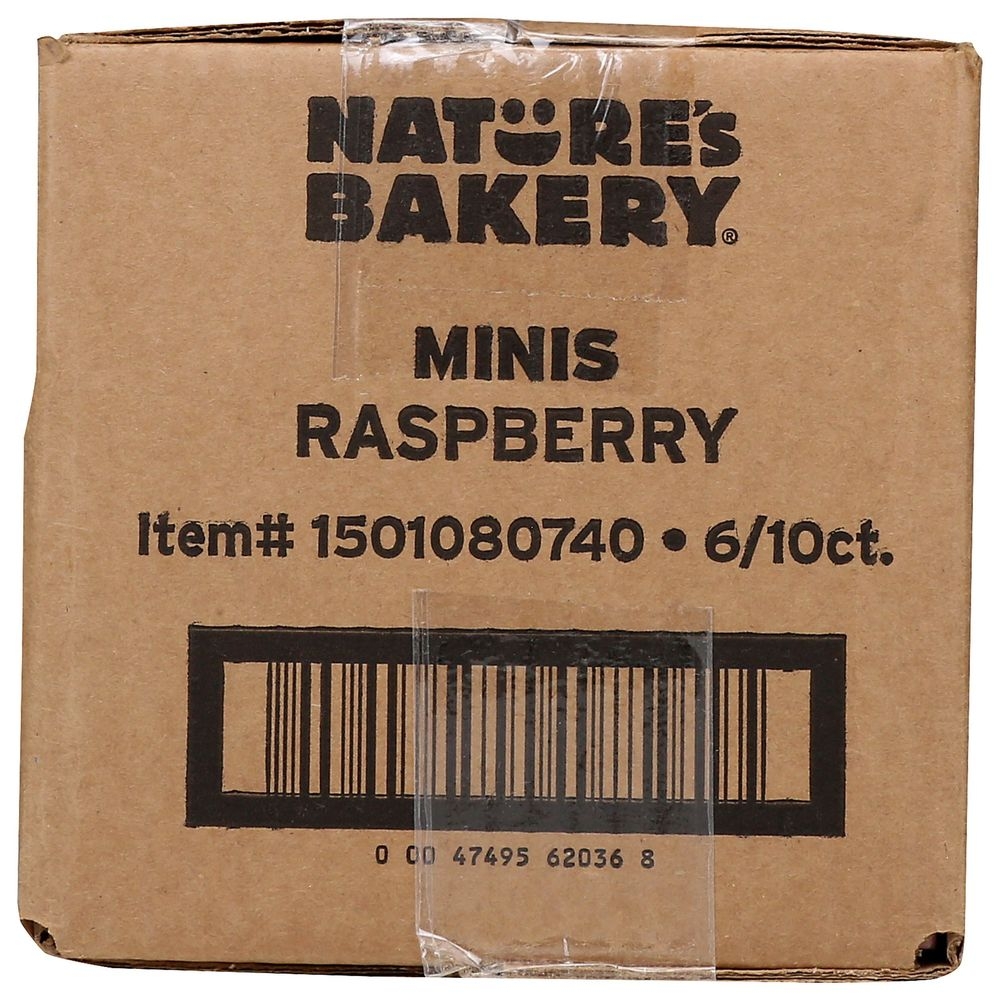 NATURE'S
BAKERY®
MINIS
RASPBERRY
Item# 1501080740 • 6/10ct.
0 00 47495 62036 8